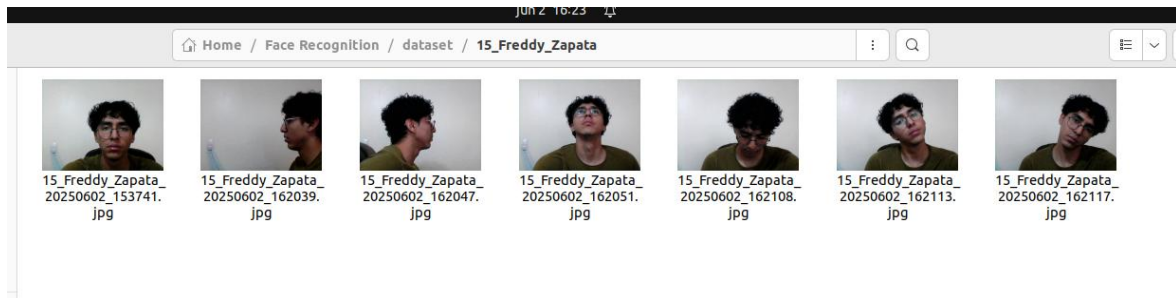 Jun 2 16:23
Home / Face Recognition / dataset / 15_Freddy_Zapata
15_Freddy_Zapata_
20250602_153741.
jpg
15_Freddy_Zapata_
20250602_162039.
jpg
15_Freddy_Zapata_
20250602_162047.
jpg
15_Freddy_Zapata_
20250602_162051.
jpg
15_Freddy_Zapata_
20250602_162108.
jpg
15_Freddy_Zapata_
20250602_162113.
jpg
15_Freddy_Zapata_
20250602_162117.
jpg